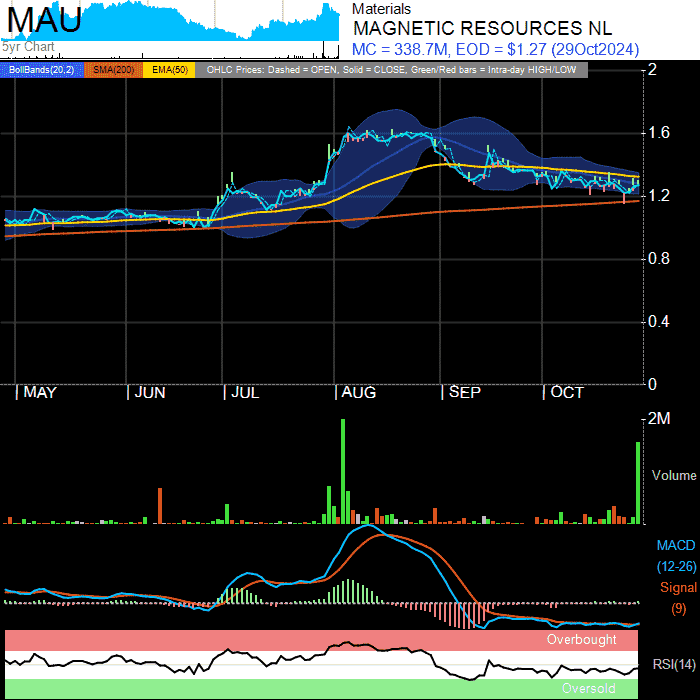 MAU
5yr Chart
Materials
MAGNETIC RESOURCES NL
MC = 338.7M, EOD = $1.27 (29Oct2024)
BollBands(20,2) SMA(200) EMA(50) OHLC Prices: Dashed = OPEN, Solid = CLOSE, Green/Red bars = Intra-day HIGH/LOW
2
1.6
1.2
0.8
0.4
0
MAY JUN JUL AUG SEP OCT
2M
Volume
MACD
(12-26)
Signal
(9)
Overbought
RSI(14)
Oversold